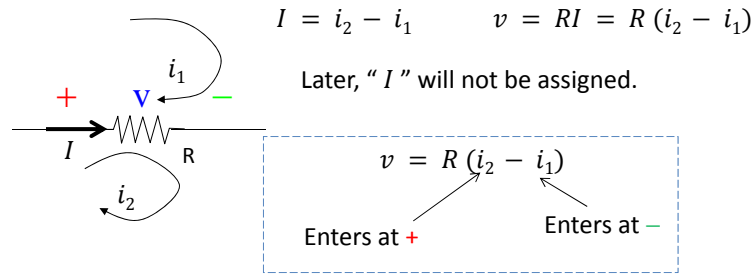 I = i₂ − i₁ v = RI = R (i₂ − i₁)
i₁
Later, “ I ” will not be assigned.
+ v −
I R
i₂
v = R (i₂ − i₁)
Enters at + Enters at −